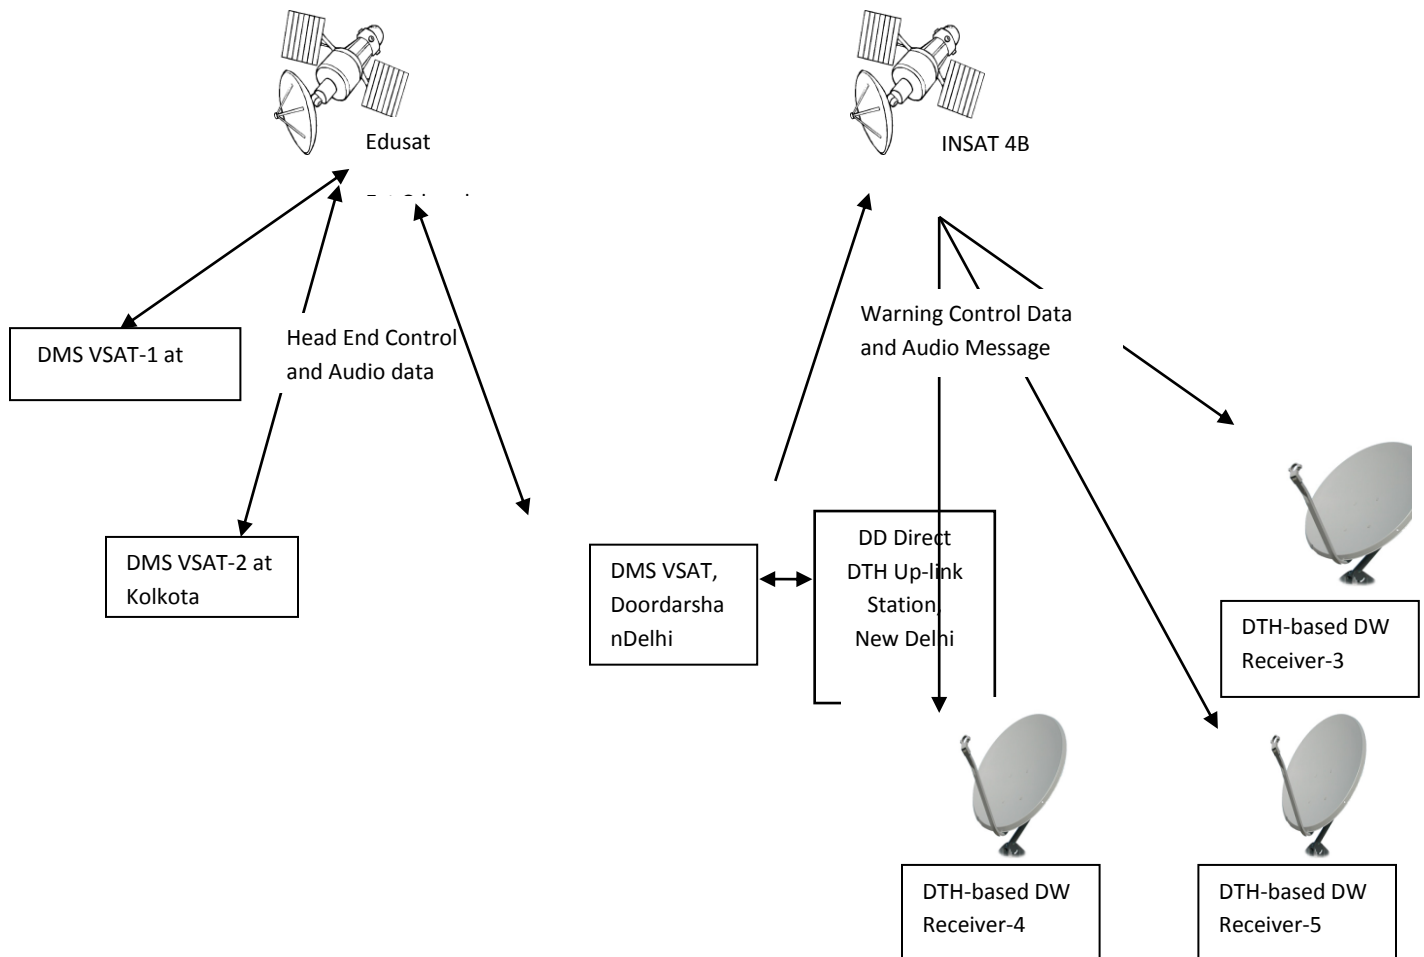 Edusat
INSAT 4B
Warning Control Data
and Audio Message
Head End Control
and Audio data
DMS VSAT-1 at
DMS VSAT-2 at
Kolkota
DMS VSAT,
Doordarsha
nDelhi
DD Direct
DTH Up-link
Station,
New Delhi
DTH-based DW
Receiver-3
DTH-based DW
Receiver-4
DTH-based DW
Receiver-5